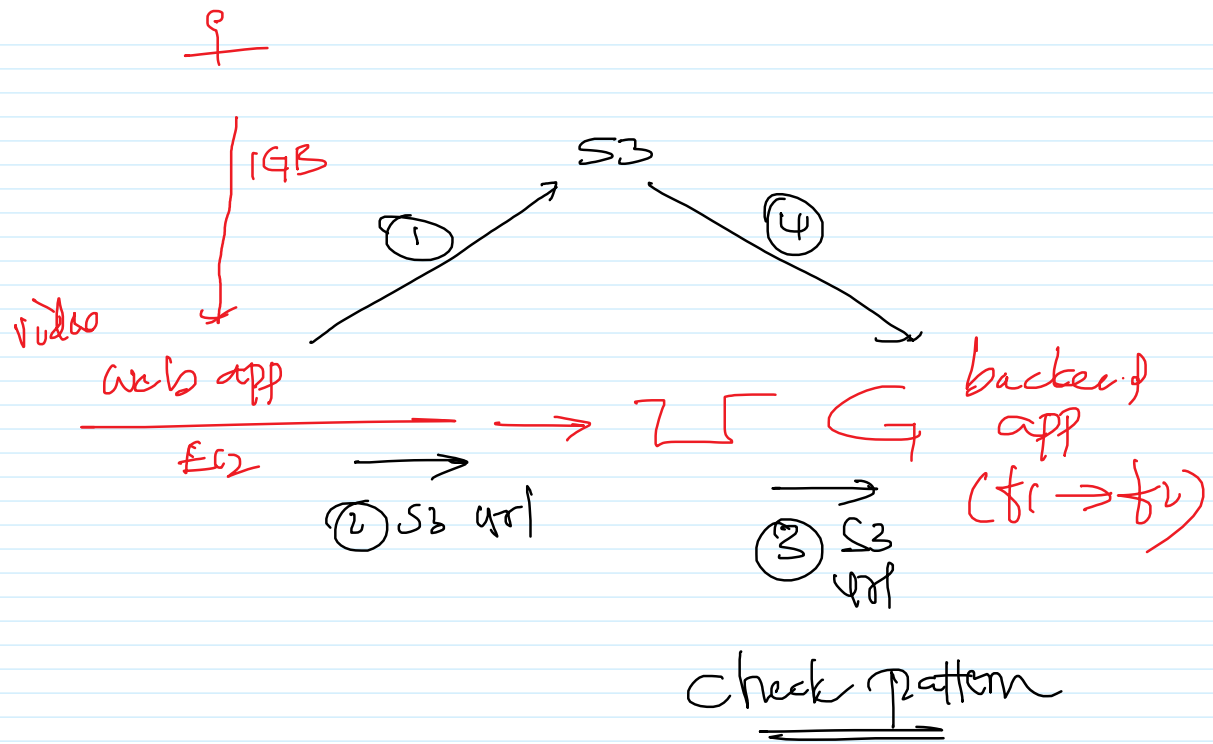 1GB
S3
1
4
video
web app
backend
app
EC2
(f1 → f2)
2 S3 url
3 S3
url
check pattern